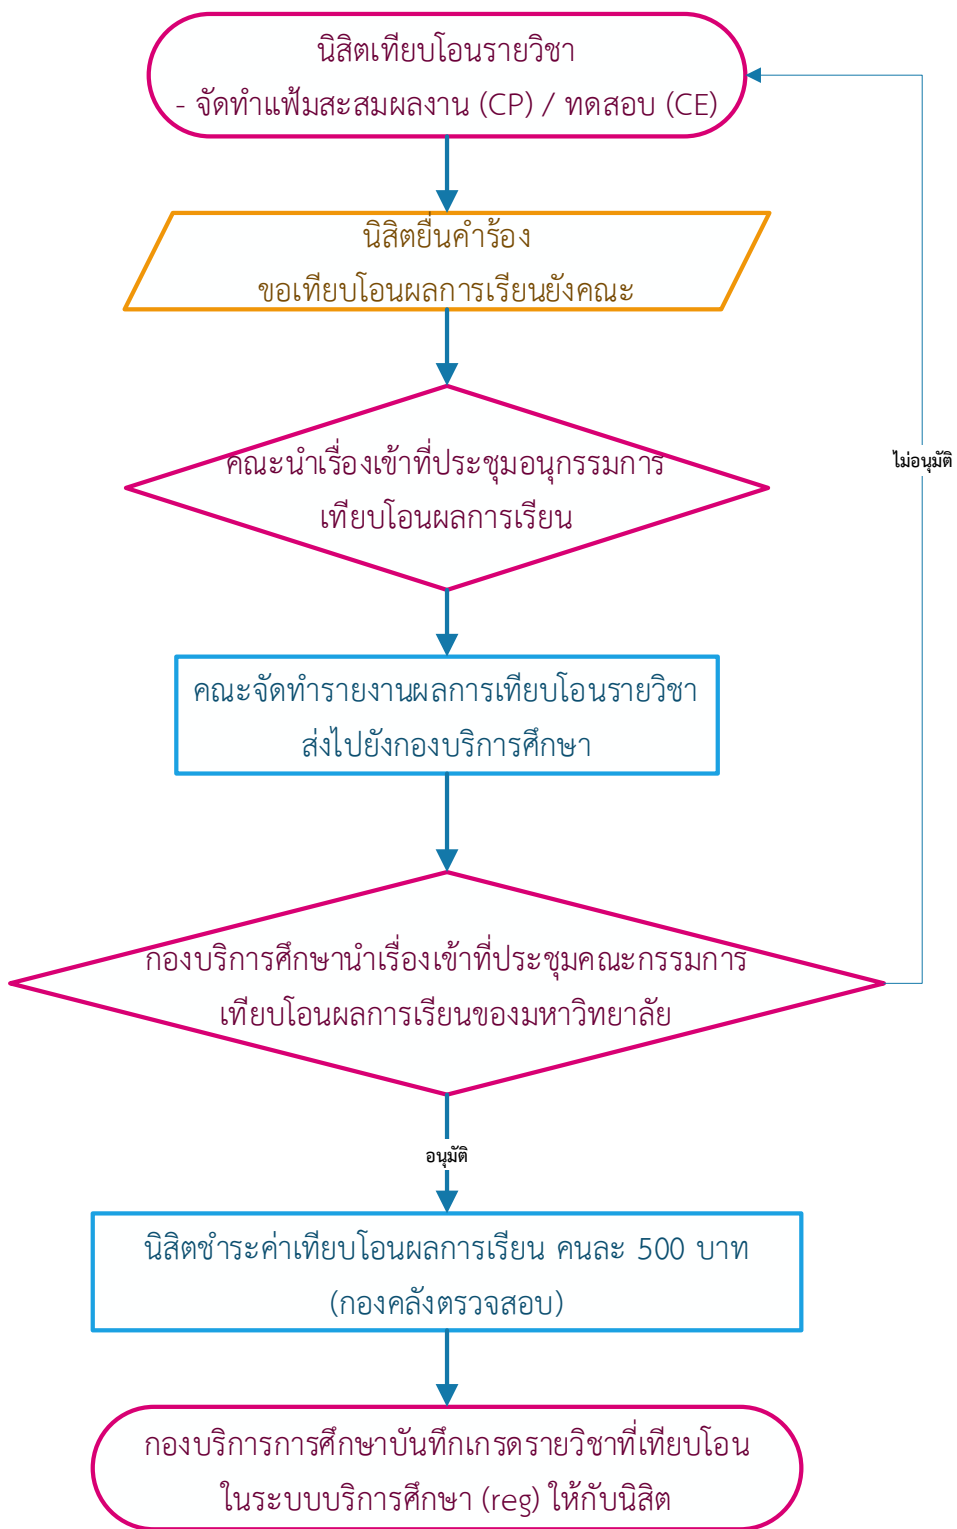 นิสิตเทียบโอนรายวิชา
- จัดทำแฟ้มสะสมผลงาน (CP) / ทดสอบ (CE)
นิสิตยื่นคำร้อง
ขอเทียบโอนผลการเรียนยังคณะ
คณะนำเรื่องเข้าที่ประชุมอนุกรรมการ
เทียบโอนผลการเรียน
ไม่อนุมัติ
คณะจัดทำรายงานผลการเทียบโอนรายวิชา
ส่งไปยังกองบริการศึกษา
กองบริการศึกษานำเรื่องเข้าที่ประชุมคณะกรรมการ
เทียบโอนผลการเรียนของมหาวิทยาลัย
อนุมัติ
นิสิตชำระค่าเทียบโอนผลการเรียน คนละ 500 บาท
(กองคลังตรวจสอบ)
กองบริการการศึกษาบันทึกเกรดรายวิชาที่เทียบโอน
ในระบบบริการศึกษา (reg) ให้กับนิสิต